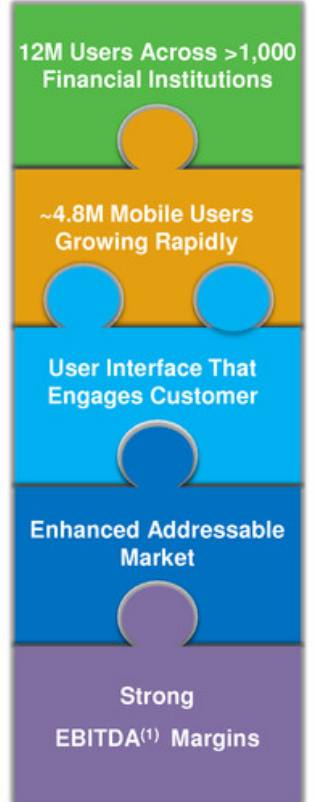 12M Users Across >1,000
Financial Institutions
~4.8M Mobile Users
Growing Rapidly
User Interface That
Engages Customer
Enhanced Addressable
Market
Strong
EBITDA⁽¹⁾ Margins